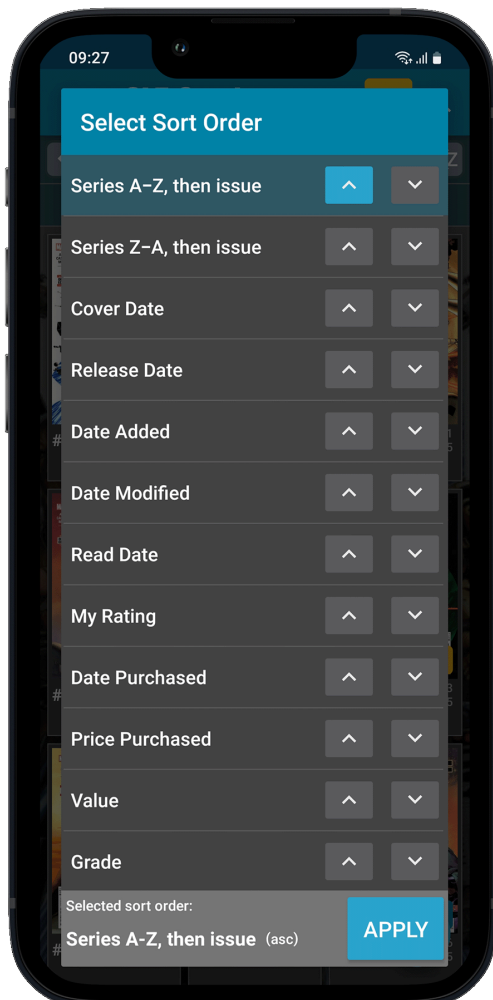 09:27
Select Sort Order
Z
Series A–Z, then issue
Series Z–A, then issue
Cover Date
Release Date
#
Date Added
Date Modified
Read Date
My Rating
Date Purchased
#
Price Purchased
Value
Grade
Selected sort order:
Series A-Z, then issue (asc)
APPLY
#